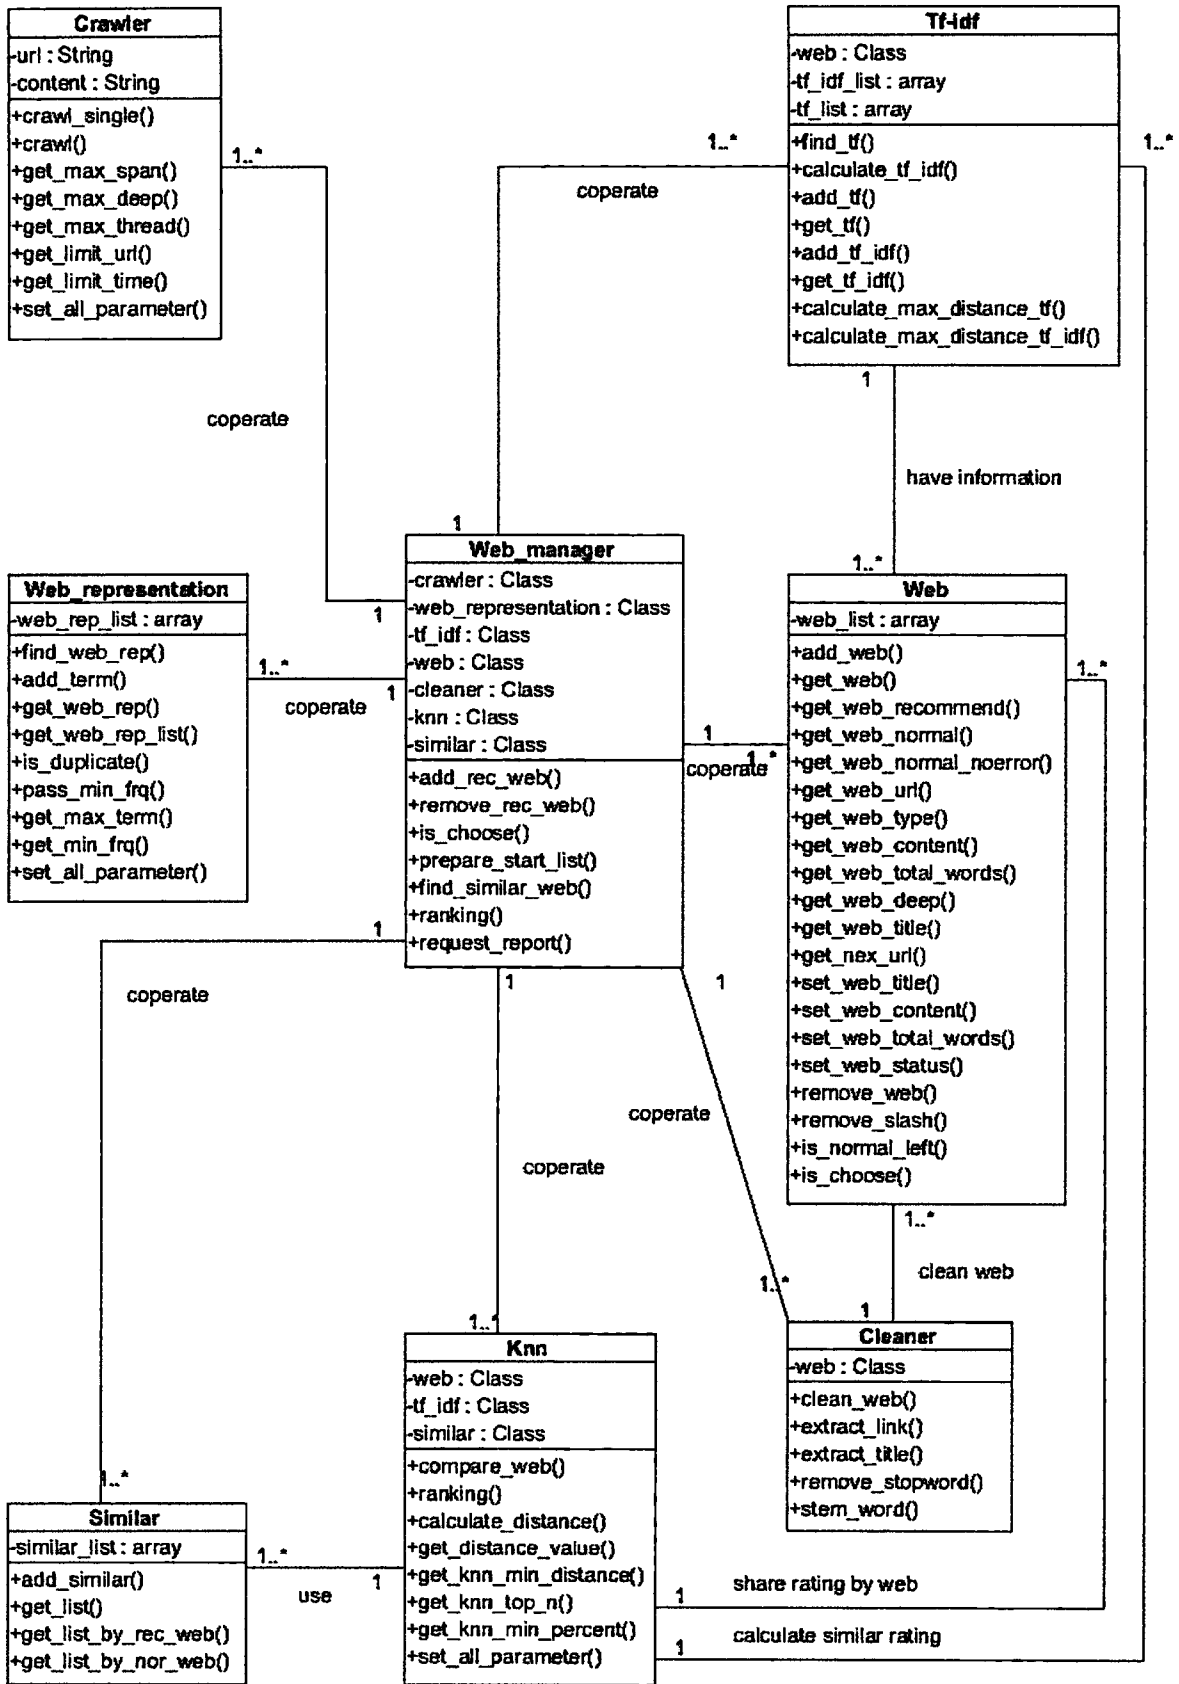 Crawler
-url : String
-content : String
+crawl_single()
+crawl()
+get_max_span()
+get_max_deep()
+get_max_thread()
+get_limit_url()
+get_limit_time()
+set_all_parameter()
1..*
coperate
1
Tf-idf
-web : Class
-tf_idf_list : array
-tf_list : array
+find_tf()
+calculate_tf_idf()
+add_tf()
+get_tf()
+add_tf_idf()
+get_tf_idf()
+calculate_max_distance_tf()
+calculate_max_distance_tf_idf()
1..*
1..*
coperate
1
1
have information
1..*
Web_manager
-crawler : Class
-web_representation : Class
-tf_idf : Class
-web : Class
-cleaner : Class
-knn : Class
-similar : Class
+add_rec_web()
+remove_rec_web()
+is_choose()
+prepare_start_list()
+find_similar_web()
+ranking()
+request_report()
Web_representation
-web_rep_list : array
+find_web_rep()
+add_term()
+get_web_rep()
+get_web_rep_list()
+is_duplicate()
+pass_min_frq()
+get_max_term()
+get_min_frq()
+set_all_parameter()
1..*
coperate
1
Web
-web_list : array
+add_web()
+get_web()
+get_web_recommend()
+get_web_normal()
+get_web_normal_noerror()
+get_web_url()
+get_web_type()
+get_web_content()
+get_web_total_words()
+get_web_deep()
+get_web_title()
+get_nex_url()
+set_web_title()
+set_web_content()
+set_web_total_words()
+set_web_status()
+remove_web()
+remove_slash()
+is_normal_left()
+is_choose()
1..*
1
1..*
coperate
1
coperate
1..*
1
coperate
1..1
1
coperate
1..*
1..*
clean web
1
Cleaner
-web : Class
+clean_web()
+extract_link()
+extract_title()
+remove_stopword()
+stem_word()
Knn
-web : Class
-tf_idf : Class
-similar : Class
+compare_web()
+ranking()
+calculate_distance()
+get_distance_value()
+get_knn_min_distance()
+get_knn_top_n()
+get_knn_min_percent()
+set_all_parameter()
Similar
-similar_list : array
+add_similar()
+get_list()
+get_list_by_rec_web()
+get_list_by_nor_web()
1..*
use
1
1
share rating by web
1
calculate similar rating